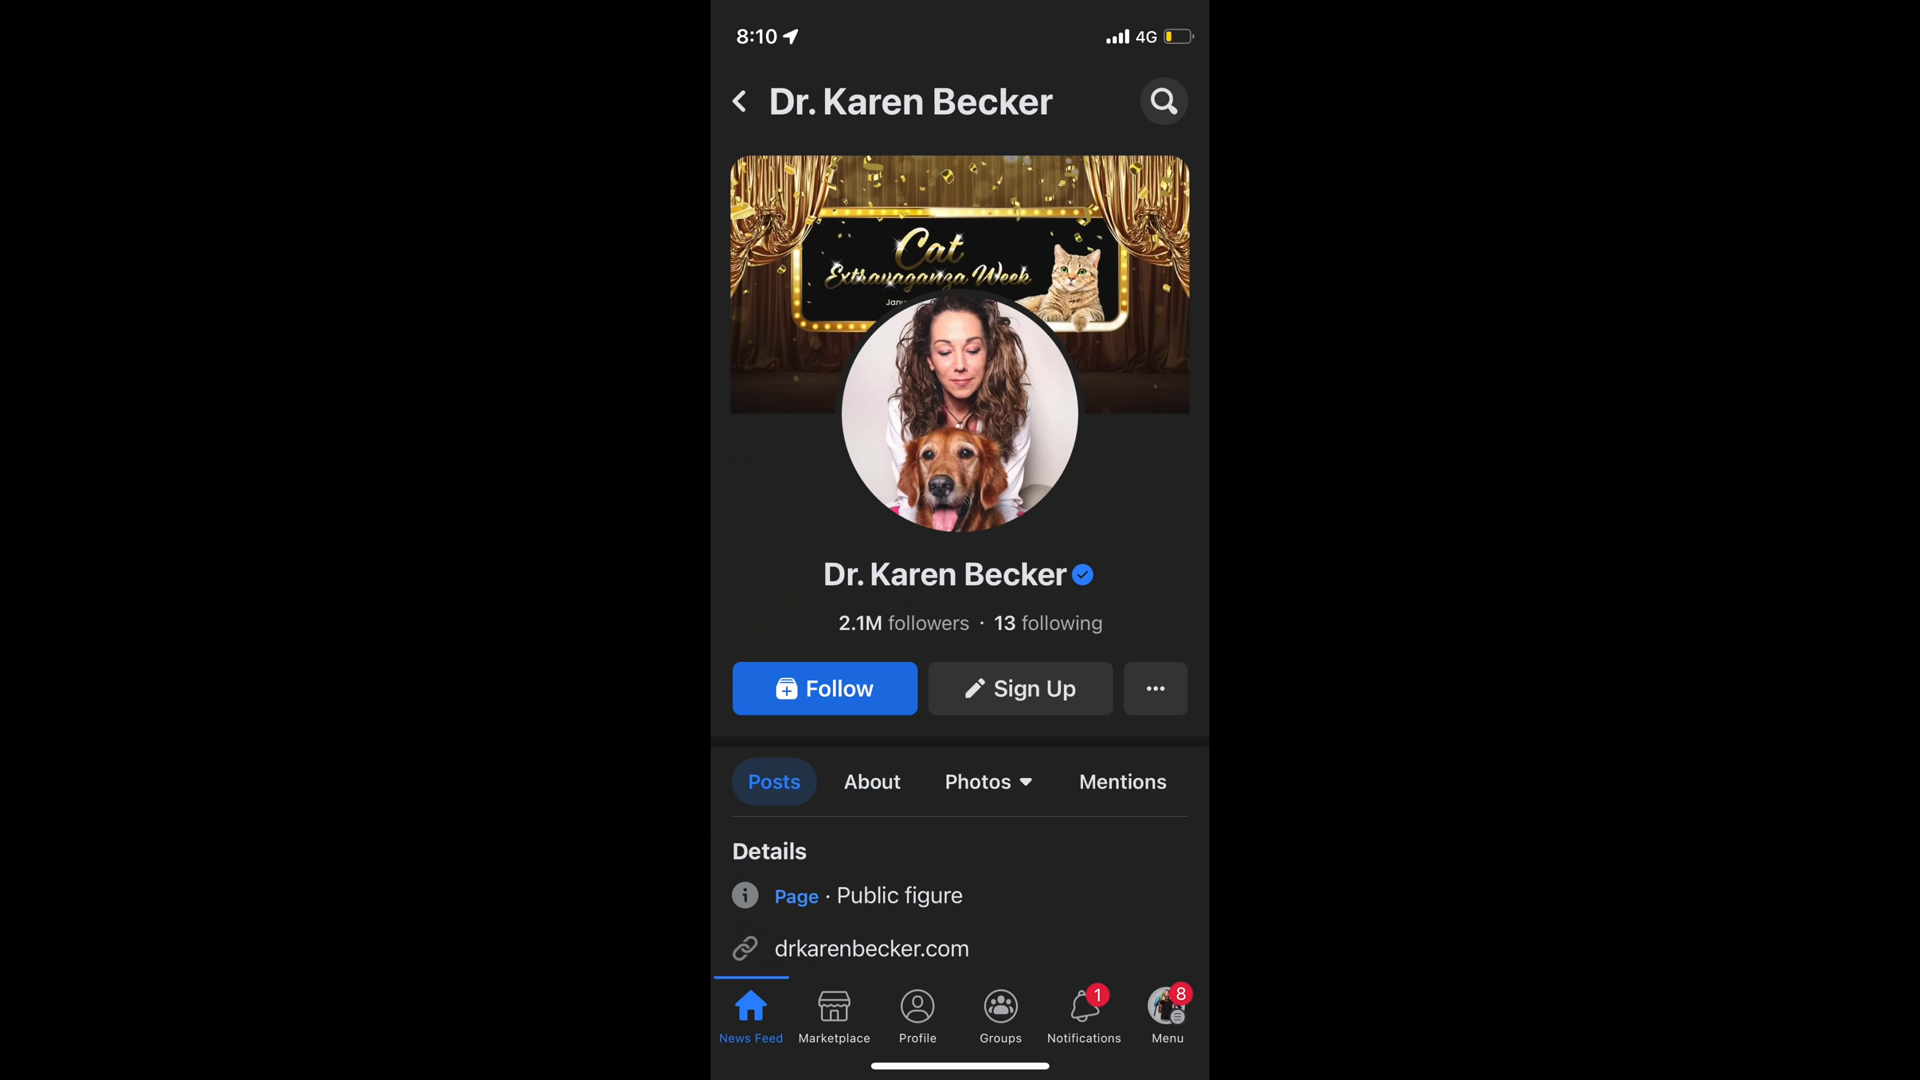 8:10
4G
Dr. Karen Becker
Cat
Extravaganza Week
Dr. Karen Becker
2.1M followers · 13 following
Follow
Sign Up
Posts
About
Photos
Mentions
Details
Page · Public figure
drkarenbecker.com
1
8
News Feed
Marketplace
Profile
Groups
Notifications
Menu